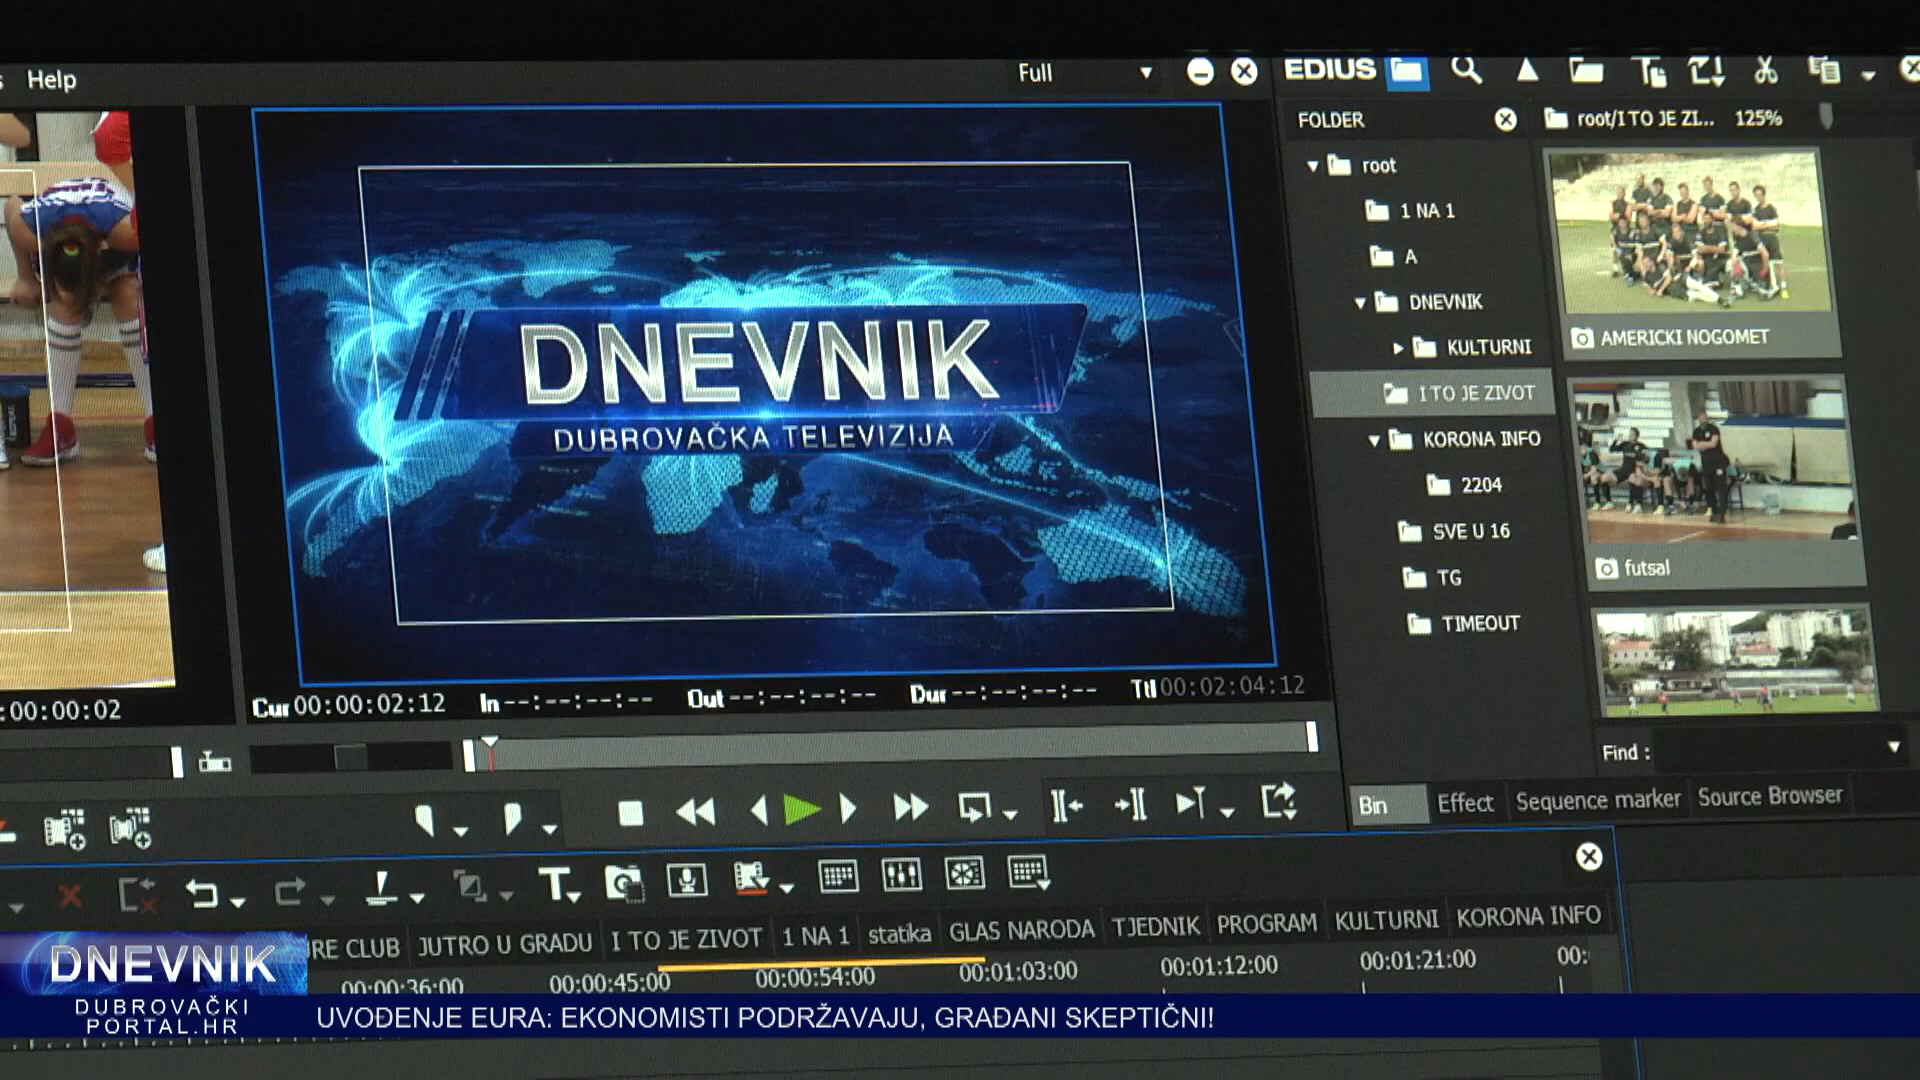 Help
Full
EDIUS
FOLDER
root/I TO JE ZI... 125%
root
1 NA 1
A
DNEVNIK
KULTURNI
I TO JE ZIVOT
KORONA INFO
2204
SVE U 16
TG
TIMEOUT
AMERICKI NOGOMET
futsal
Find :
DNEVNIK
DUBROVAČKA TELEVIZIJA
:00:00:02
Cur 00:00:02:12 In --:--:--:-- Out --:--:--:-- Dur --:--:--:-- Ttl 00:02:04:12
Bin Effect Sequence marker Source Browser
RE CLUB JUTRO U GRADU I TO JE ZIVOT 1 NA 1 statika GLAS NARODA TJEDNIK PROGRAM KULTURNI KORONA INFO
00:00:36:00 00:00:45:00 00:00:54:00 00:01:03:00 00:01:12:00 00:01:21:00 00:
DNEVNIK
DUBROVAČKI
PORTAL.HR
UVOĐENJE EURA: EKONOMISTI PODRŽAVAJU, GRAĐANI SKEPTIČNI!